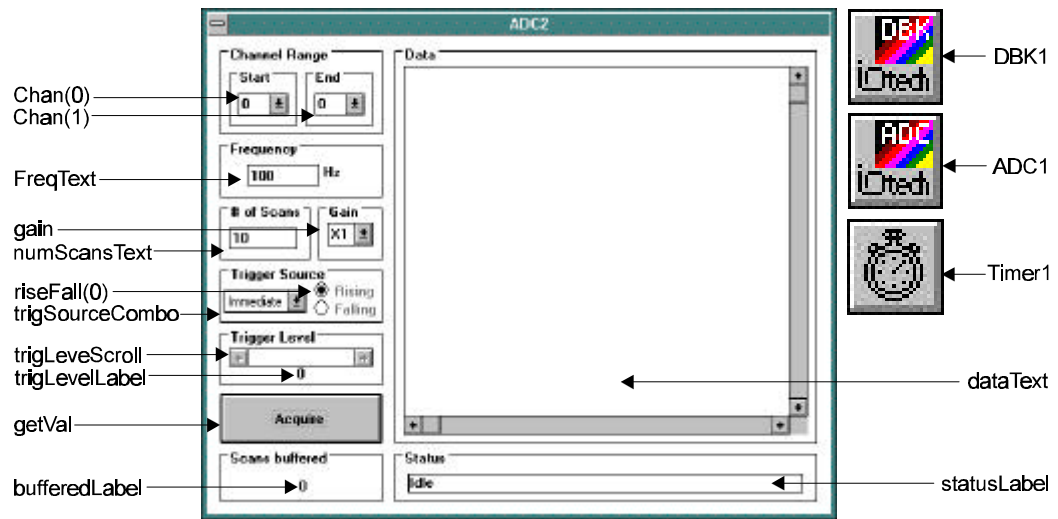 ADC2
Channel Range
Start
End
0
0
Frequency
100
Hz
# of Scans
10
Gain
X1
Trigger Source
Immediate
Rising
Falling
Trigger Level
0
Acquire
Scans buffered
0
Data
Status
Idle
Chan(0)
Chan(1)
FreqText
gain
numScansText
riseFall(0)
trigSourceCombo
trigLeveScroll
trigLevelLabel
getVal
bufferedLabel
DBK
iOtech
DBK1
ADC
iOtech
ADC1
Timer1
dataText
statusLabel